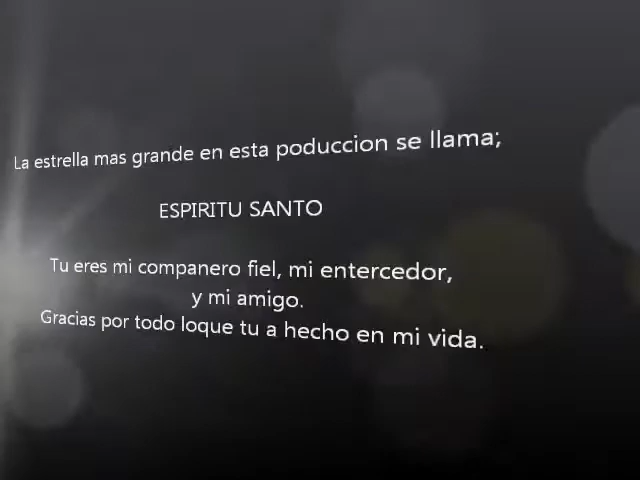 La estrella mas grande en esta poduccion se llama;
ESPIRITU SANTO
Tu eres mi companero fiel, mi entercedor,
y mi amigo.
Gracias por todo loque tu a hecho en mi vida.